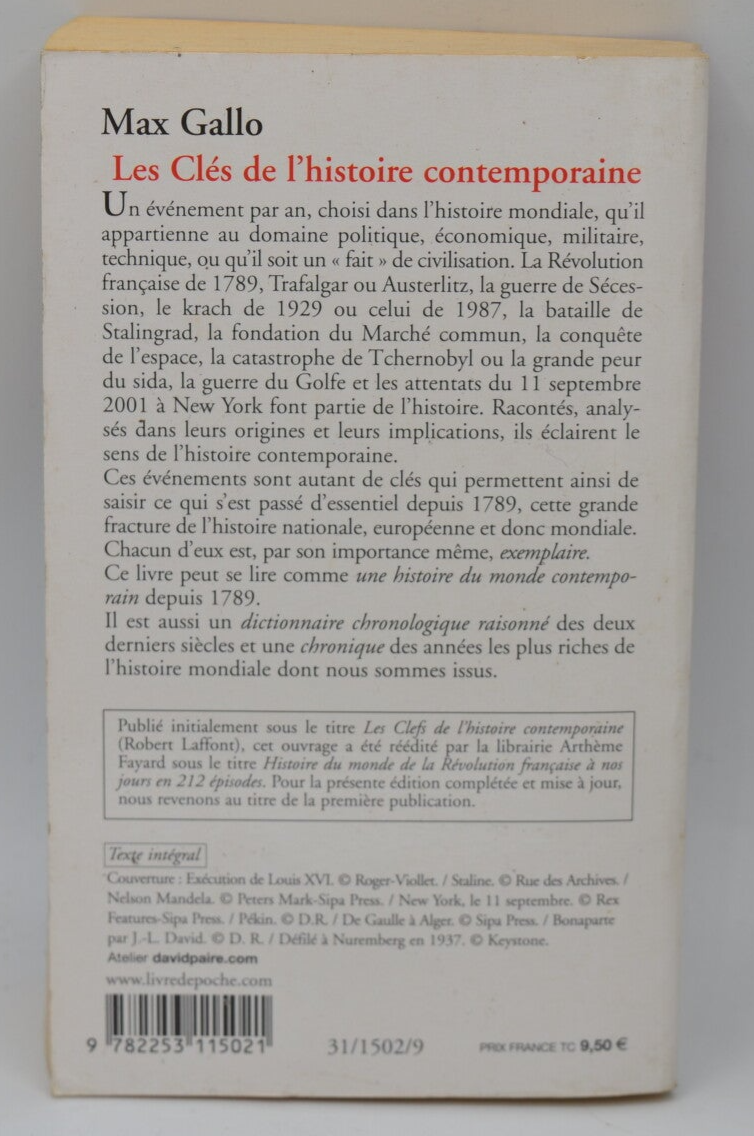 Max Gallo
Les Clés de l'histoire contemporaine
Un événement par an, choisi dans l'histoire mondiale, qu'il
appartienne au domaine politique, économique, militaire,
technique, ou qu'il soit un « fait » de civilisation. La Révolution
française de 1789, Trafalgar ou Austerlitz, la guerre de Séces-
sion, le krach de 1929 ou celui de 1987, la bataille de
Stalingrad, la fondation du Marché commun, la conquête
de l'espace, la catastrophe de Tchernobyl ou la grande peur
du sida, la guerre du Golfe et les attentats du 11 septembre
2001 à New York font partie de l'histoire. Racontés, analy-
sés dans leurs origines et leurs implications, ils éclairent le
sens de l'histoire contemporaine.
Ces événements sont autant de clés qui permettent ainsi de
saisir ce qui s'est passé d'essentiel depuis 1789, cette grande
fracture de l'histoire nationale, européenne et donc mondiale.
Chacun d'eux est, par son importance même, exemplaire.
Ce livre peut se lire comme une histoire du monde contempo-
rain depuis 1789.
Il est aussi un dictionnaire chronologique raisonné des deux
derniers siècles et une chronique des années les plus riches de
l'histoire mondiale dont nous sommes issus.
Publié initialement sous le titre Les Clefs de l'histoire contemporaine
(Robert Laffont), cet ouvrage a été réédité par la librairie Arthème
Fayard sous le titre Histoire du monde de la Révolution française à nos
jours en 212 épisodes. Pour la présente édition complétée et mise à jour,
nous revenons au titre de la première publication.
Texte intégral
Couverture : Exécution de Louis XVI. © Roger-Viollet. / Staline. © Rue des Archives. /
Nelson Mandela. © Peters Mark-Sipa Press. / New York, le 11 septembre. © Rex
Features-Sipa Press. / Pékin. © D.R. / De Gaulle à Alger. © Sipa Press. / Bonaparte
par J.-L. David. © D. R. / Défilé à Nuremberg en 1937. © Keystone.
Atelier davidpaire.com
www.livredepoche.com
9 782253 115021
31/1502/9
PRIX FRANCE TC 9,50 €